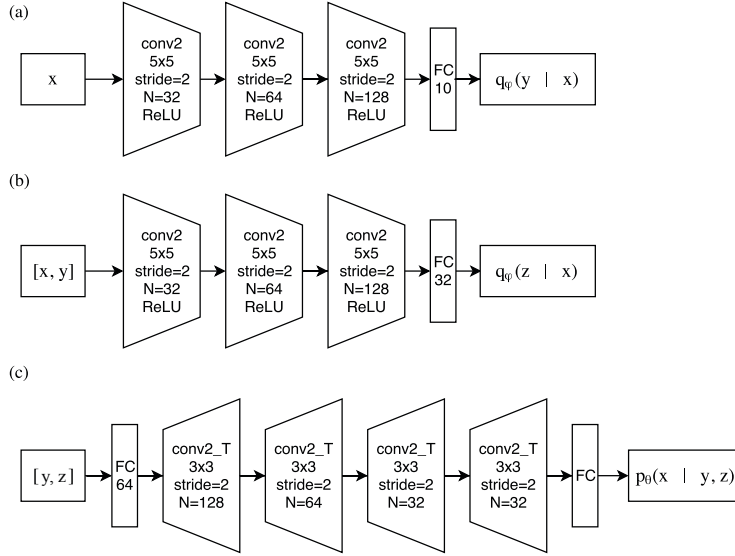 (a)
x
conv2
5x5
stride=2
N=32
ReLU
conv2
5x5
stride=2
N=64
ReLU
conv2
5x5
stride=2
N=128
ReLU
FC
10
qφ(y | x)
(b)
[x, y]
conv2
5x5
stride=2
N=32
ReLU
conv2
5x5
stride=2
N=64
ReLU
conv2
5x5
stride=2
N=128
ReLU
FC
32
qφ(z | x)
(c)
[y, z]
FC
64
conv2_T
3x3
stride=2
N=128
conv2_T
3x3
stride=2
N=64
conv2_T
3x3
stride=2
N=32
conv2_T
3x3
stride=2
N=32
FC
pθ(x | y, z)